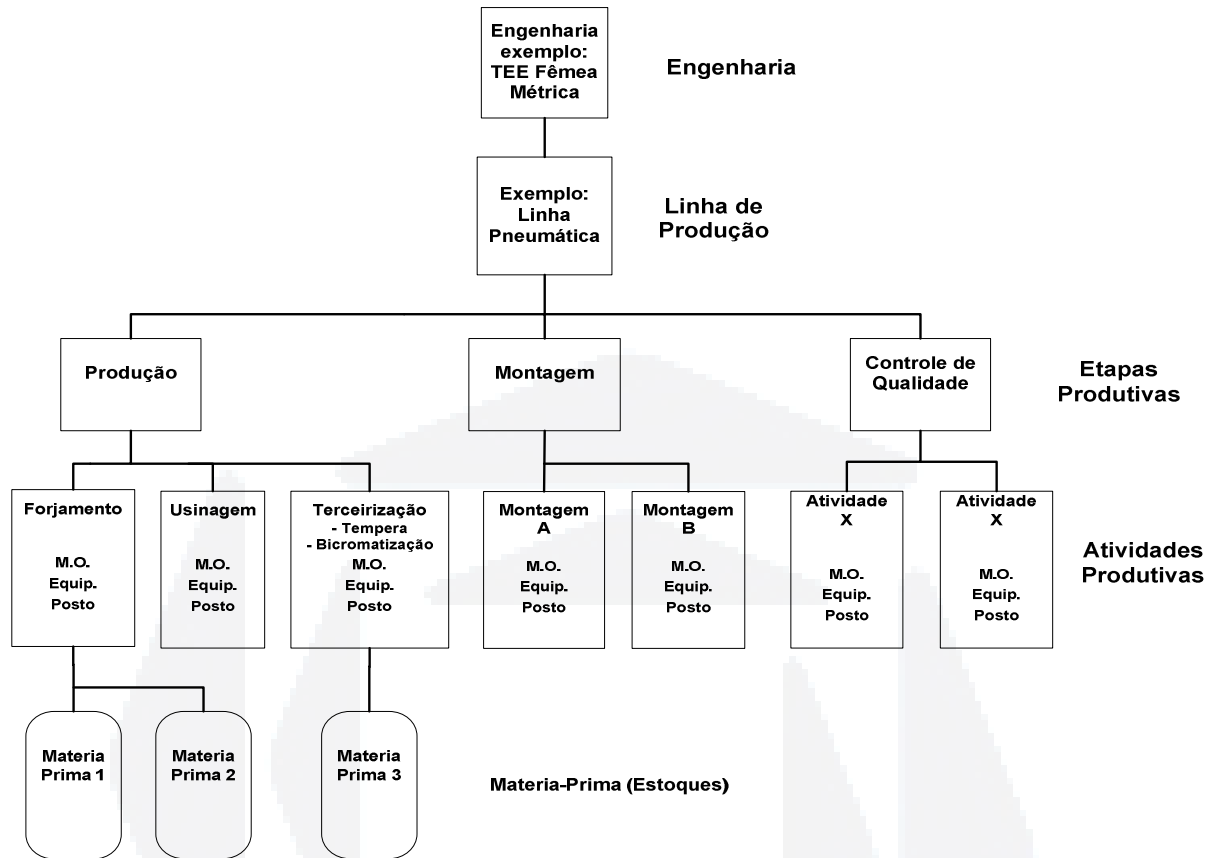 Engenharia
exemplo:
TEE Fêmea
Métrica
Engenharia
Exemplo:
Linha
Pneumática
Linha de
Produção
Produção
Montagem
Controle de
Qualidade
Etapas
Produtivas
Forjamento
M.O.
Equip.
Posto
Usinagem
M.O.
Equip.
Posto
Terceirização
- Tempera
- Bicromatização
M.O.
Equip.
Posto
Montagem
A
M.O.
Equip.
Posto
Montagem
B
M.O.
Equip.
Posto
Atividade
X
M.O.
Equip.
Posto
Atividade
X
M.O.
Equip.
Posto
Atividades
Produtivas
Materia
Prima 1
Materia
Prima 2
Materia
Prima 3
Materia-Prima (Estoques)